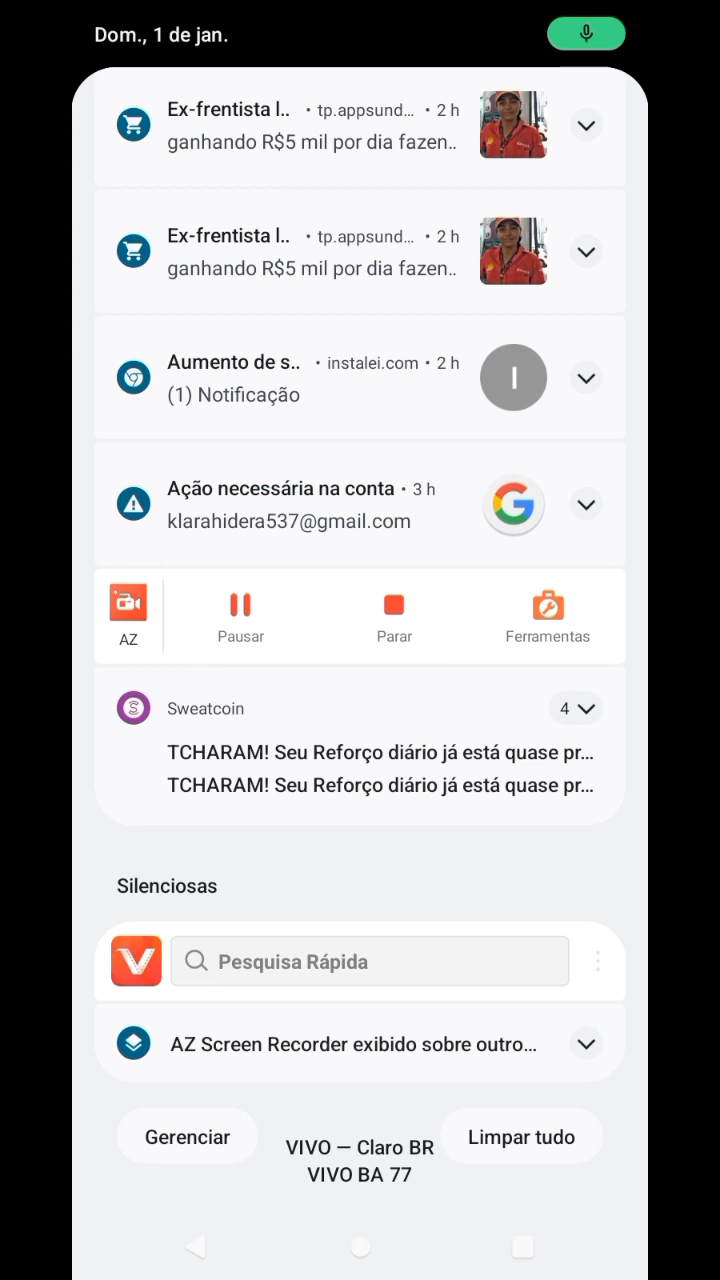 Dom., 1 de jan.
Ex-frentista l.. • tp.appsund... • 2 h
ganhando R$5 mil por dia fazen..
Ex-frentista l.. • tp.appsund... • 2 h
ganhando R$5 mil por dia fazen..
Aumento de s.. • instalei.com • 2 h
(1) Notificação
I
Ação necessária na conta • 3 h
klarahidera537@gmail.com
AZ
Pausar
Parar
Ferramentas
Sweatcoin
4
TCHARAM! Seu Reforço diário já está quase pr...
TCHARAM! Seu Reforço diário já está quase pr...
Silenciosas
Pesquisa Rápida
AZ Screen Recorder exibido sobre outro...
Gerenciar
Limpar tudo
VIVO — Claro BR
VIVO BA 77